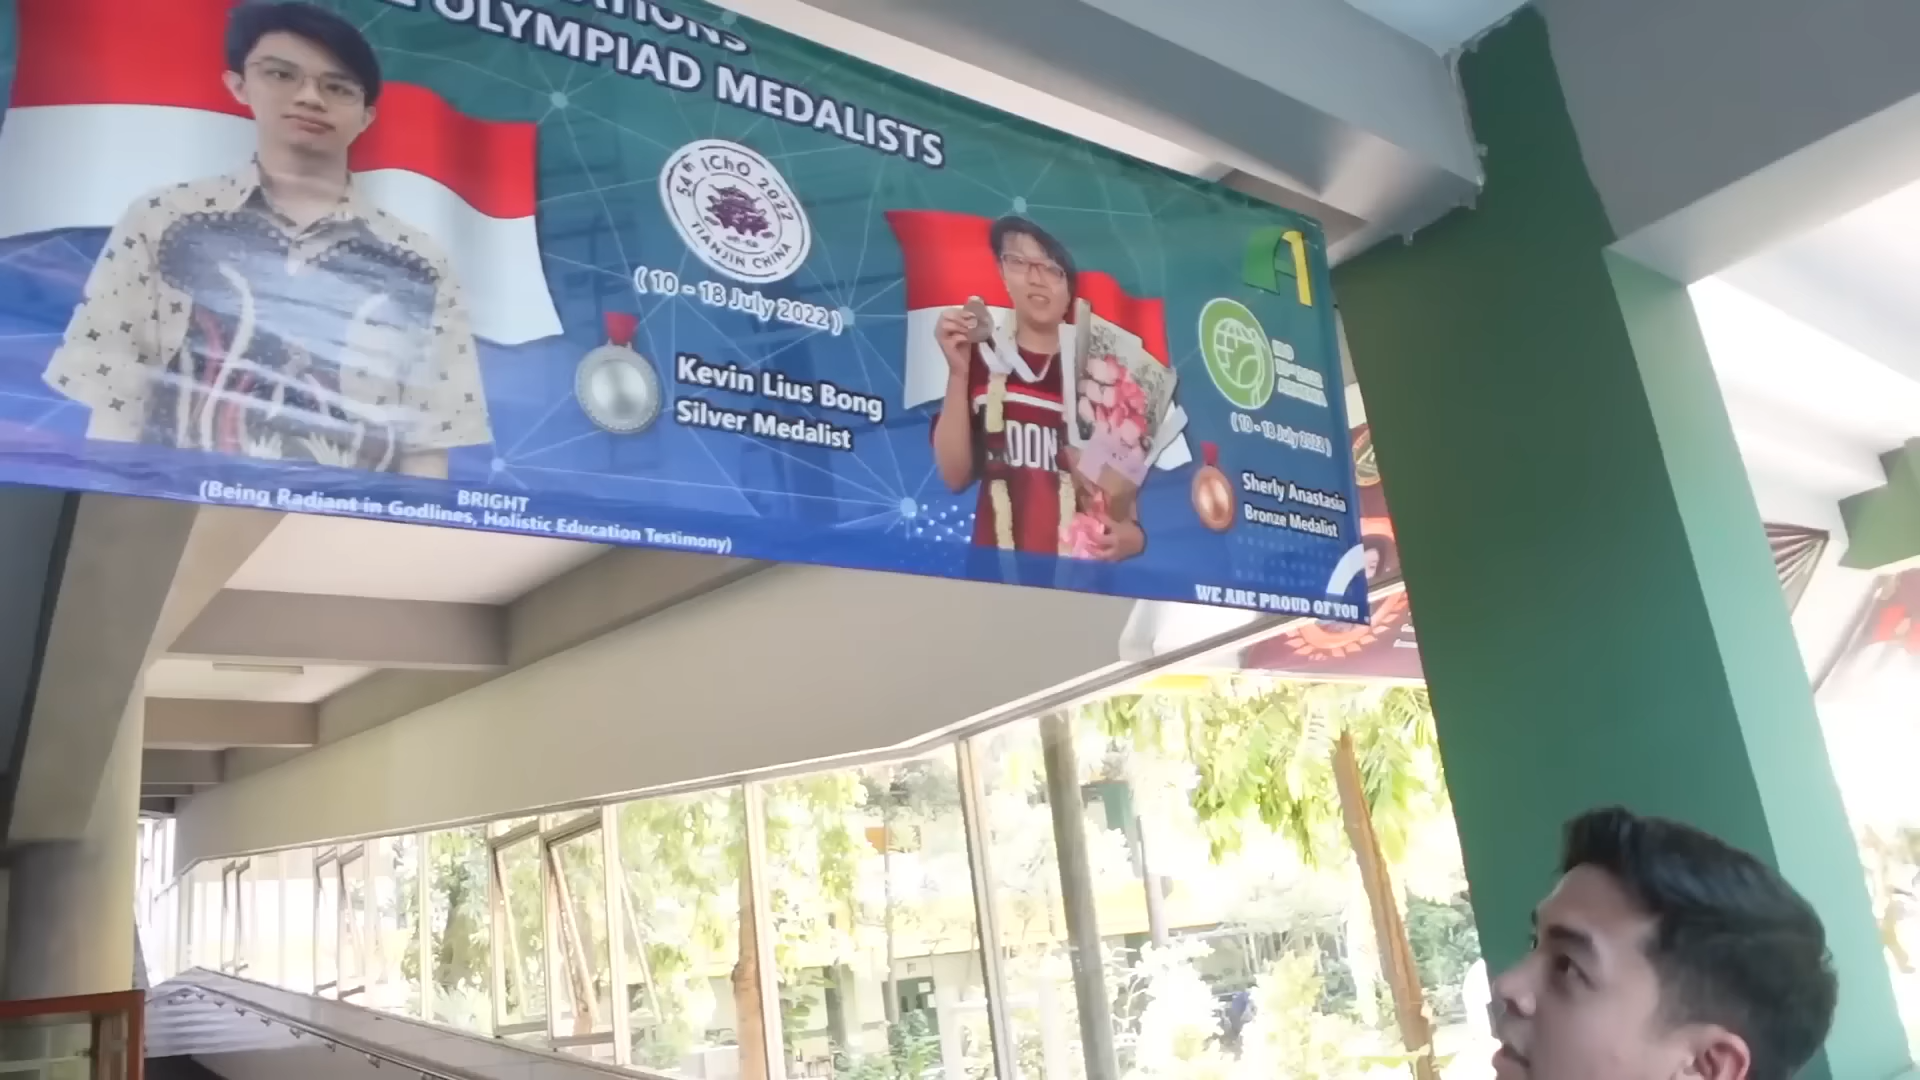 OLYMPIAD MEDALISTS
54th IChO 2022
TIANJIN CHINA
( 10 - 18 July 2022 )
Kevin Lius Bong
Silver Medalist
( 10 - 18 July 2022 )
Sherly Anastasia
Bronze Medalist
BRIGHT
(Being Radiant in Godlines, Holistic Education Testimony)
WE ARE PROUD OF YOU